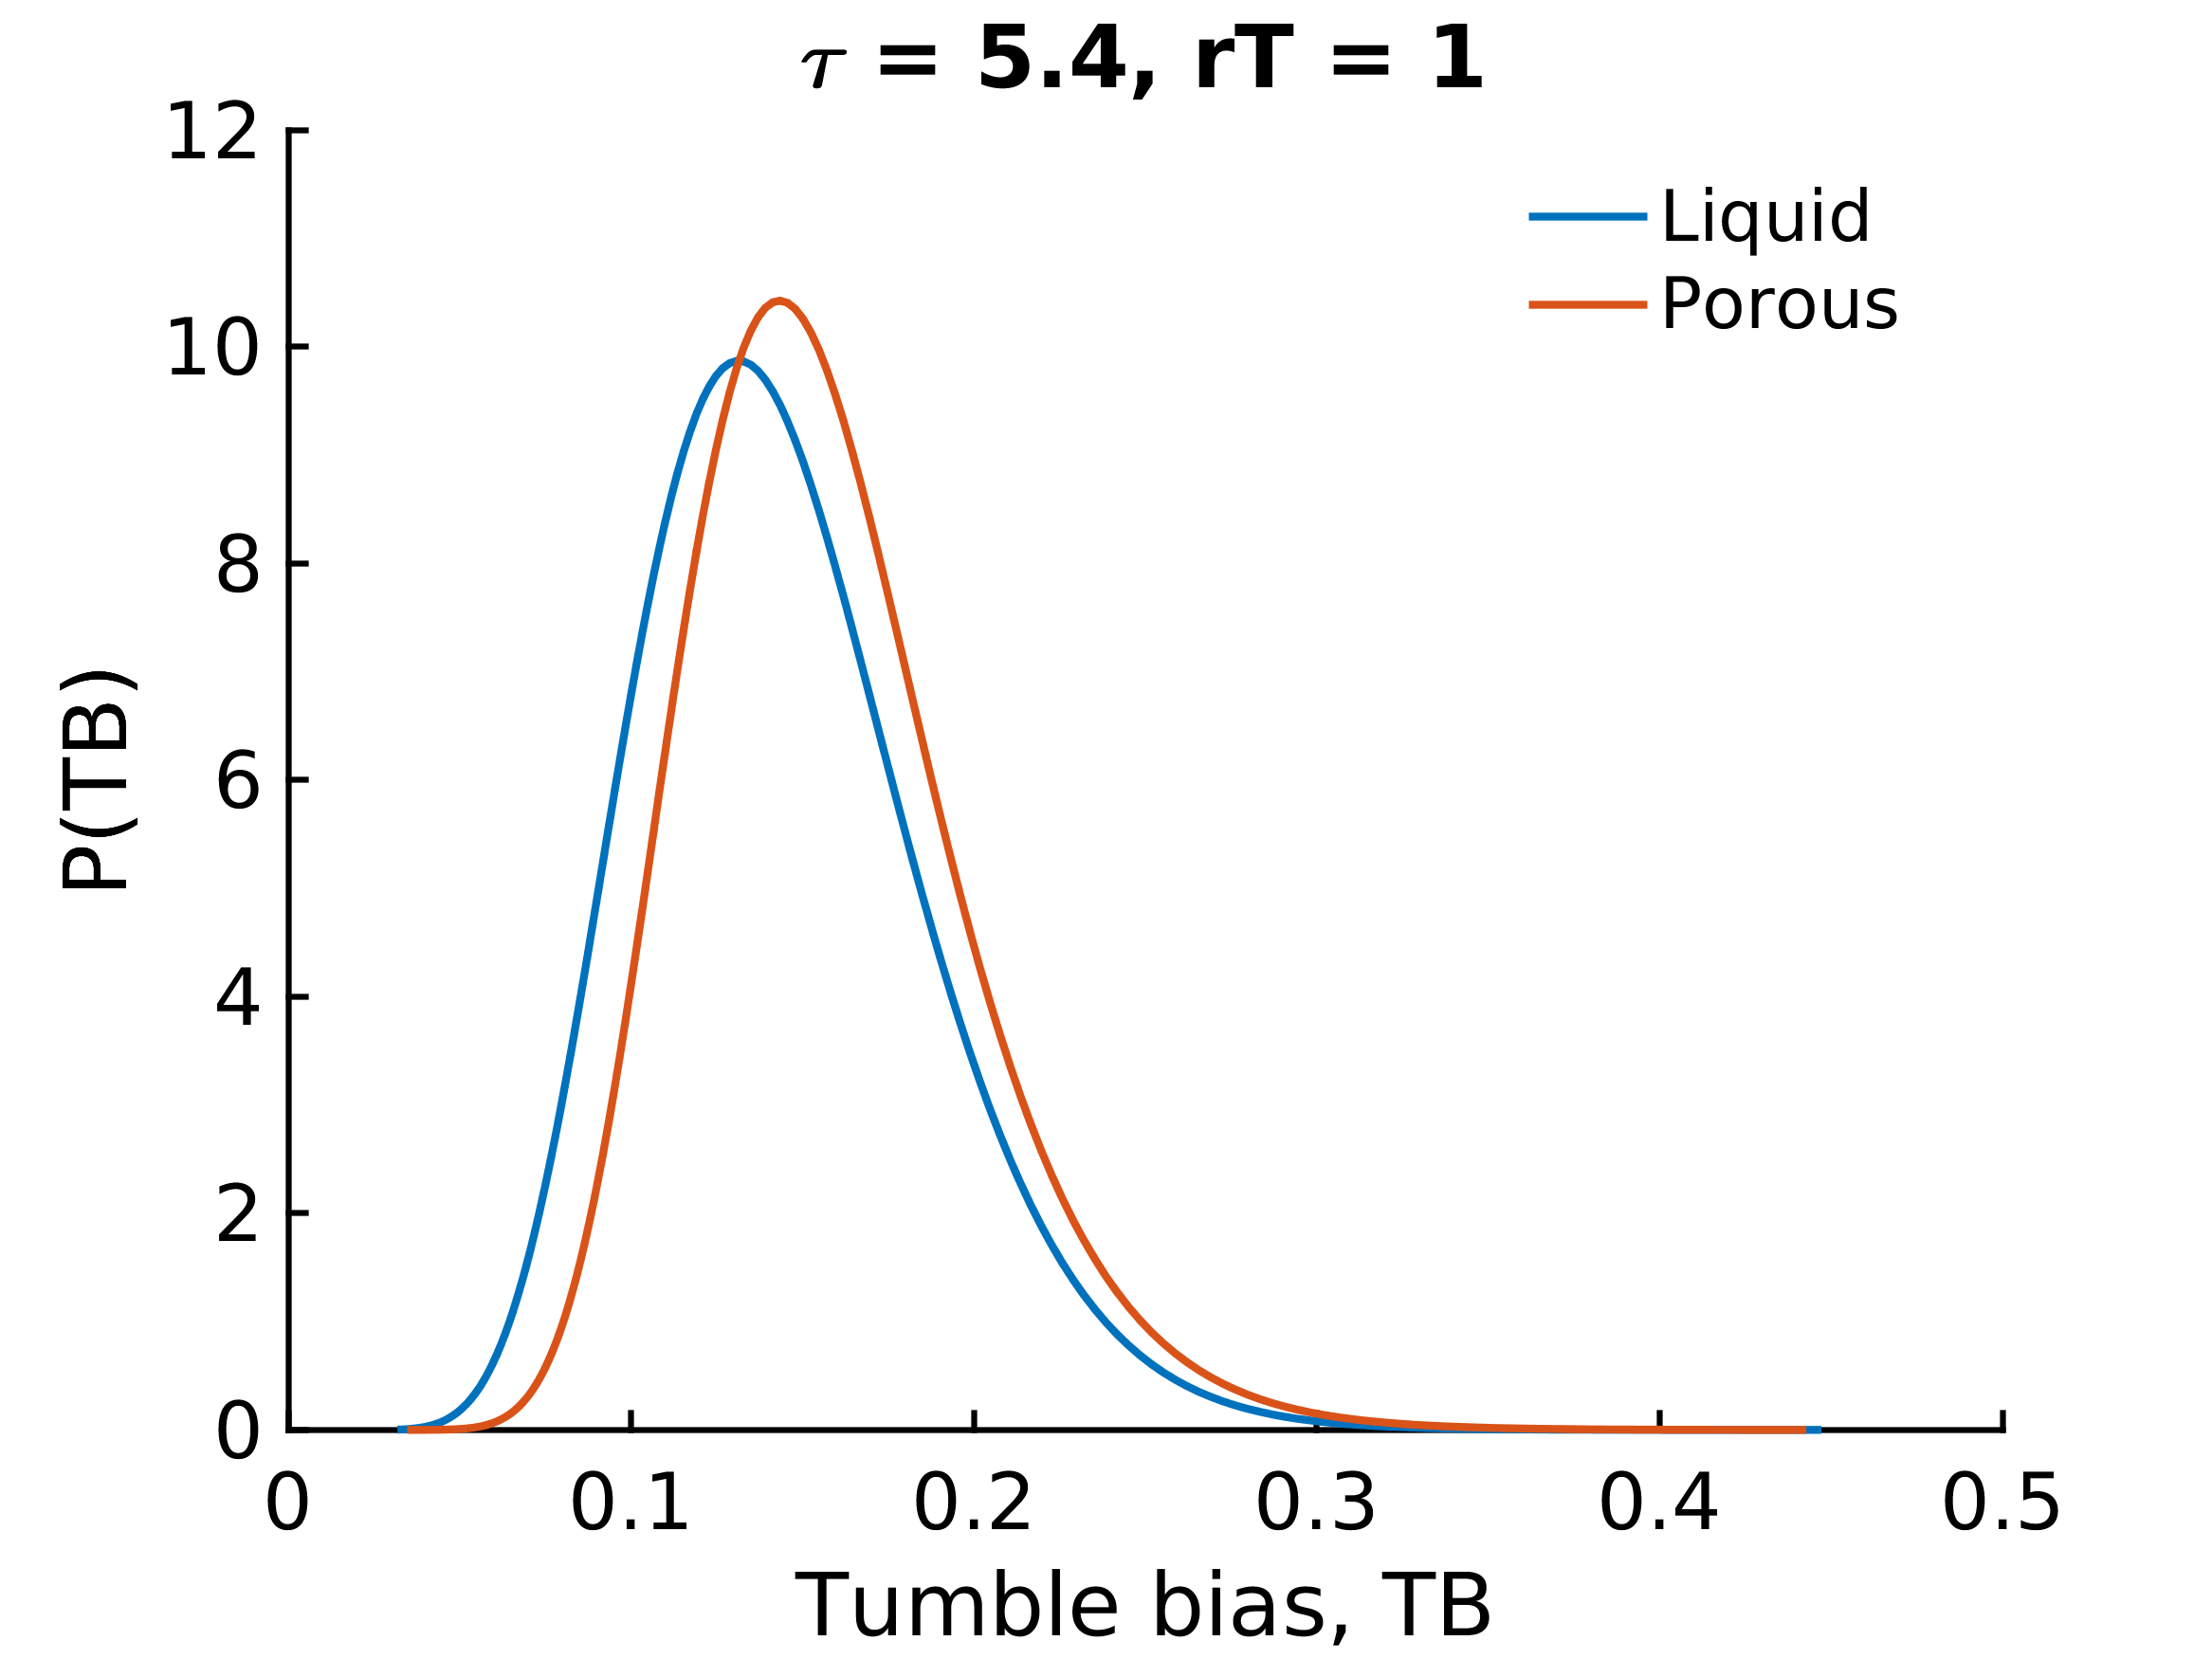 τ = 5.4, rT = 1
12
10
8
6
4
2
0
P(TB)
Liquid
Porous
0
0.1
0.2
0.3
0.4
0.5
Tumble bias, TB